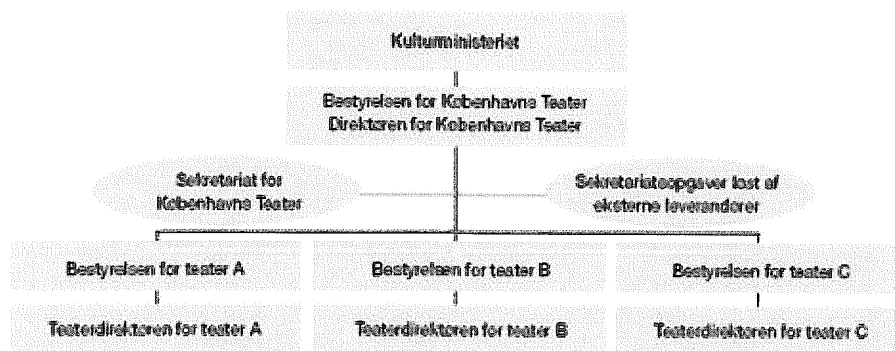 Kulturministeriet
Bestyrelsen for Københavns Teater
Direktøren for Københavns Teater
Sekretariat for
Københavns Teater
Sekretariatsopgaver løst af
eksterne leverandører
Bestyrelsen for teater A
Bestyrelsen for teater B
Bestyrelsen for teater C
Teaterdirektøren for teater A
Teaterdirektøren for teater B
Teaterdirektøren for teater C